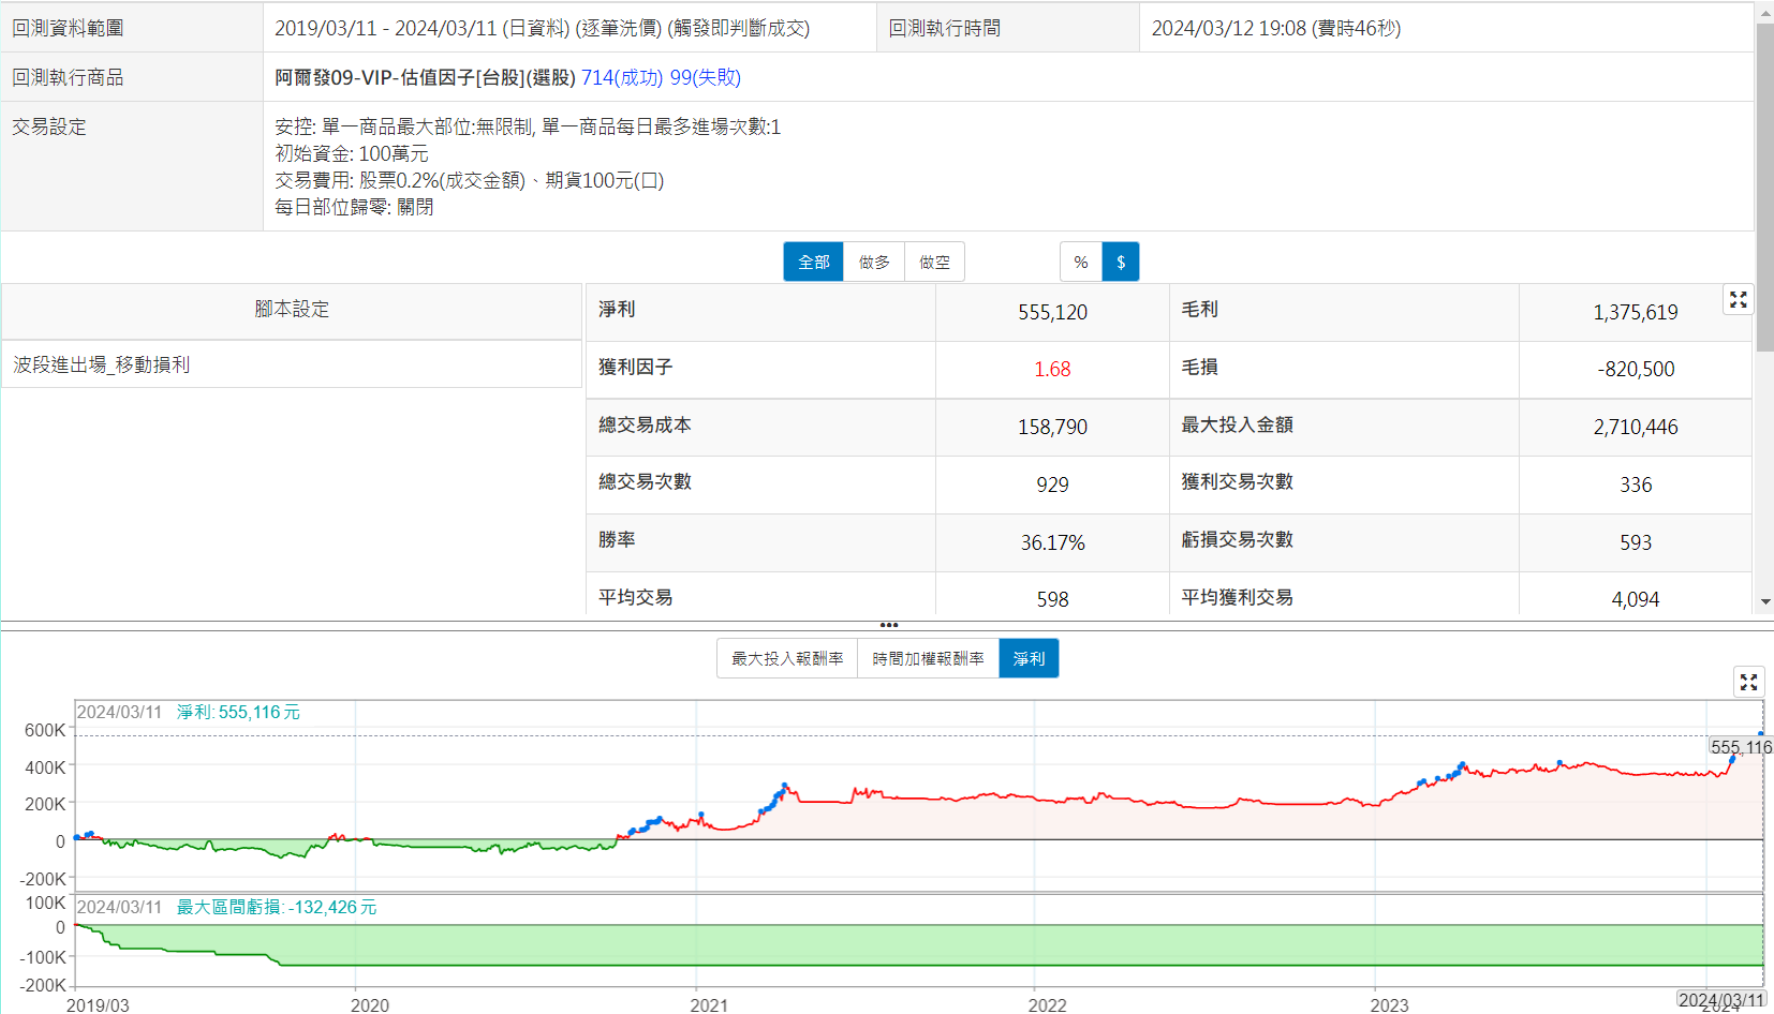 回測資料範圍
2019/03/11 - 2024/03/11 (日資料) (逐筆洗價) (觸發即判斷成交)
回測執行時間
2024/03/12 19:08 (費時46秒)
回測執行商品
阿爾發09-VIP-估值因子[台股](選股) 714(成功) 99(失敗)
交易設定
安控: 單一商品最大部位:無限制, 單一商品每日最多進場次數:1
初始資金: 100萬元
交易費用: 股票0.2%(成交金額)、期貨100元(口)
每日部位歸零: 關閉
全部 做多 做空 % $
腳本設定
波段進出場_移動損利
淨利 555,120 毛利 1,375,619
獲利因子 1.68 毛損 -820,500
總交易成本 158,790 最大投入金額 2,710,446
總交易次數 929 獲利交易次數 336
勝率 36.17% 虧損交易次數 593
平均交易 598 平均獲利交易 4,094
最大投入報酬率 時間加權報酬率 淨利
2024/03/11 淨利: 555,116 元
600K
400K
200K
0
-200K
555,116
2024/03/11 最大區間虧損: -132,426 元
100K
0
-100K
-200K
2019/03 2020 2021 2022 2023 2024
2024/03/11